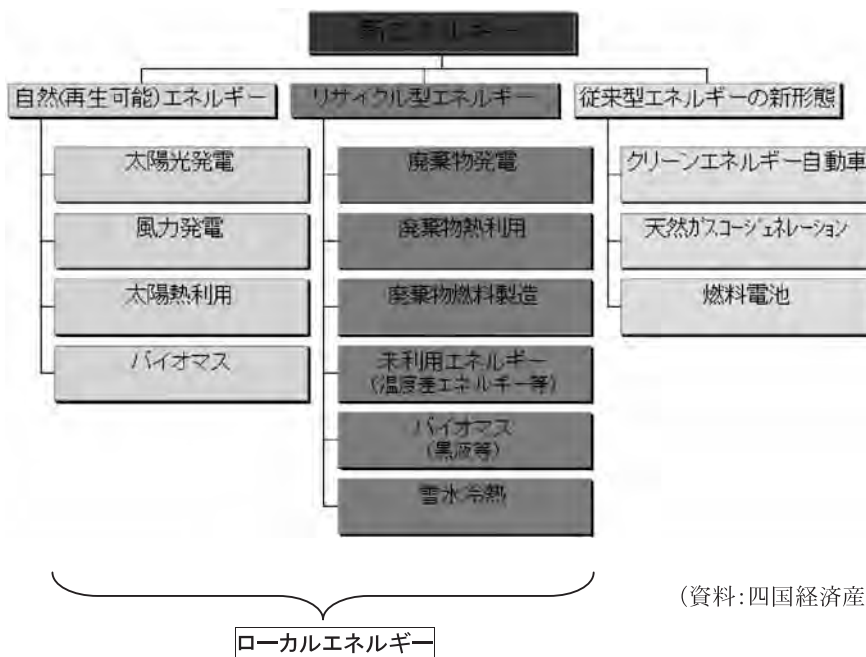 新エネルギー
自然(再生可能)エネルギー
太陽光発電
風力発電
太陽熱利用
バイオマス
リサイクル型エネルギー
廃棄物発電
廃棄物熱利用
廃棄物燃料製造
未利用エネルギー
(温度差エネルギー等)
バイオマス
(黒液等)
雪氷冷熱
従来型エネルギーの新形態
クリーンエネルギー自動車
天然ガスコージェネレーション
燃料電池
ローカルエネルギー
(資料:四国経済産